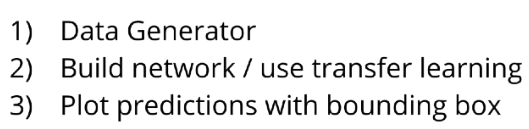 1) Data Generator
2) Build network / use transfer learning
3) Plot predictions with bounding box